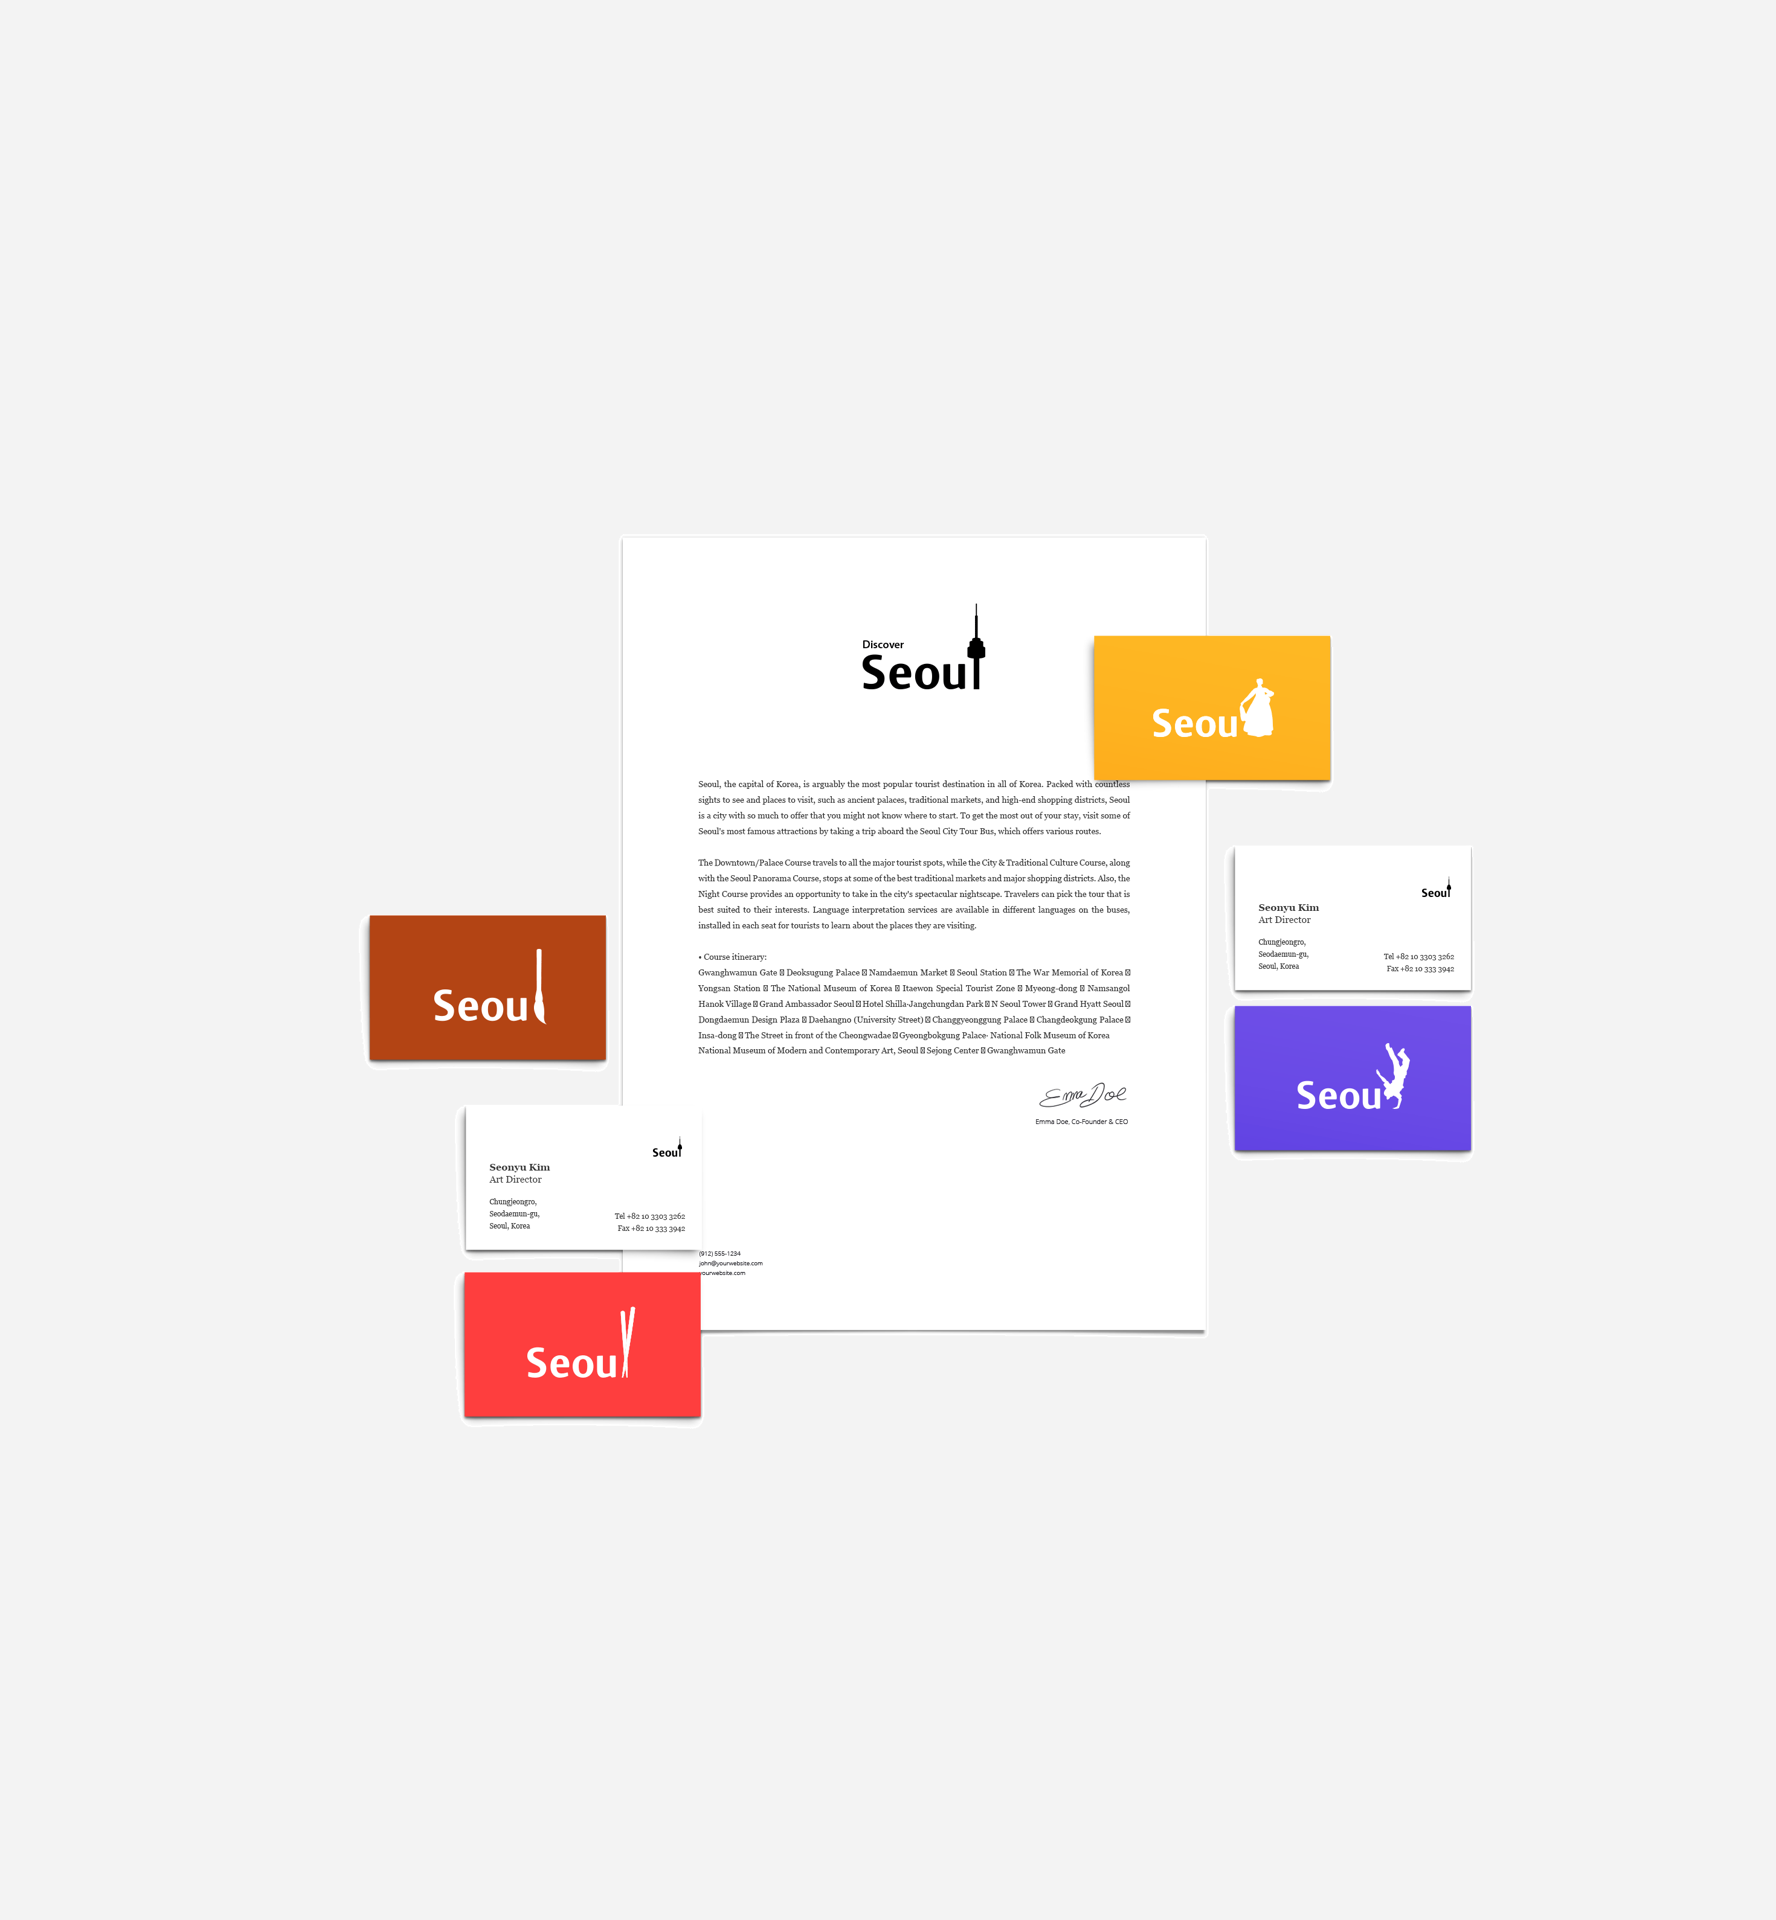 Discover
Seoul
Seoul
Seoul, the capital of Korea, is arguably the most popular tourist destination in all of Korea. Packed with countless
sights to see and places to visit, such as ancient palaces, traditional markets, and high-end shopping districts, Seoul
is a city with so much to offer that you might not know where to start. To get the most out of your stay, visit some of
Seoul's most famous attractions by taking a trip aboard the Seoul City Tour Bus, which offers various routes.
The Downtown/Palace Course travels to all the major tourist spots, while the City & Traditional Culture Course, along
with the Seoul Panorama Course, stops at some of the best traditional markets and major shopping districts. Also, the
Night Course provides an opportunity to take in the city's spectacular nightscape. Travelers can pick the tour that is
best suited to their interests. Language interpretation services are available in different languages on the buses,
installed in each seat for tourists to learn about the places they are visiting.
• Course itinerary:
Gwanghwamun Gate ⍰ Deoksugung Palace ⍰ Namdaemun Market ⍰ Seoul Station ⍰ The War Memorial of Korea ⍰
Yongsan Station ⍰ The National Museum of Korea ⍰ Itaewon Special Tourist Zone ⍰ Myeong-dong ⍰ Namsangol
Hanok Village ⍰ Grand Ambassador Seoul ⍰ Hotel Shilla·Jangchungdan Park ⍰ N Seoul Tower ⍰ Grand Hyatt Seoul ⍰
Dongdaemun Design Plaza ⍰ Daehangno (University Street) ⍰ Changgyeonggung Palace ⍰ Changdeokgung Palace ⍰
Insa-dong ⍰ The Street in front of the Cheongwadae ⍰ Gyeongbokgung Palace· National Folk Museum of Korea
National Museum of Modern and Contemporary Art, Seoul ⍰ Sejong Center ⍰ Gwanghwamun Gate
Emma Doe
Emma Doe, Co-Founder & CEO
(912) 555-1234
john@yourwebsite.com
yourwebsite.com
Seoul
Seonyu Kim
Art Director
Chungjeongro,
Seodaemun-gu,
Seoul, Korea
Tel +82 10 3303 3262
Fax +82 10 333 3942
Seoul
Seoul
Seoul
Seonyu Kim
Art Director
Chungjeongro,
Seodaemun-gu,
Seoul, Korea
Tel +82 10 3303 3262
Fax +82 10 333 3942
Seoul